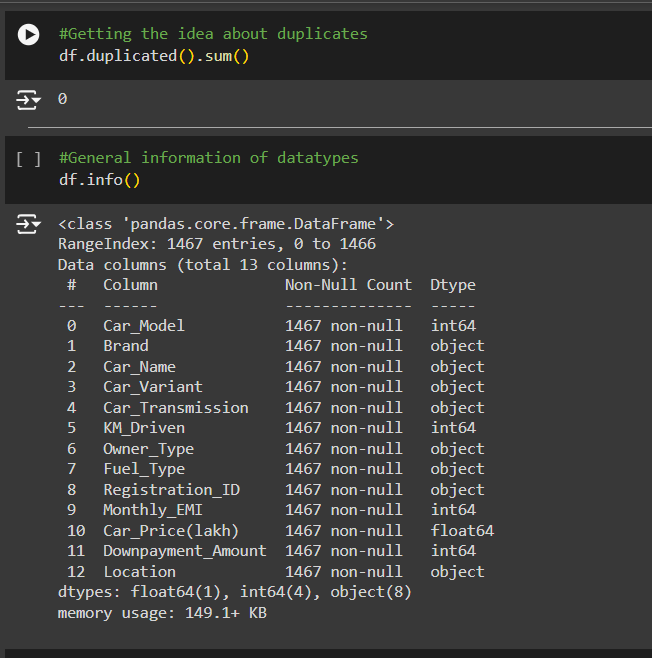 #Getting the idea about duplicates
df.duplicated().sum()
0
[ ] #General information of datatypes
df.info()
<class 'pandas.core.frame.DataFrame'>
RangeIndex: 1467 entries, 0 to 1466
Data columns (total 13 columns):
 #   Column              Non-Null Count  Dtype
---  ------              --------------  -----
 0   Car_Model           1467 non-null   int64
 1   Brand               1467 non-null   object
 2   Car_Name            1467 non-null   object
 3   Car_Variant         1467 non-null   object
 4   Car_Transmission    1467 non-null   object
 5   KM_Driven           1467 non-null   int64
 6   Owner_Type          1467 non-null   object
 7   Fuel_Type           1467 non-null   object
 8   Registration_ID     1467 non-null   object
 9   Monthly_EMI         1467 non-null   int64
 10  Car_Price(lakh)     1467 non-null   float64
 11  Downpayment_Amount  1467 non-null   int64
 12  Location            1467 non-null   object
dtypes: float64(1), int64(4), object(8)
memory usage: 149.1+ KB